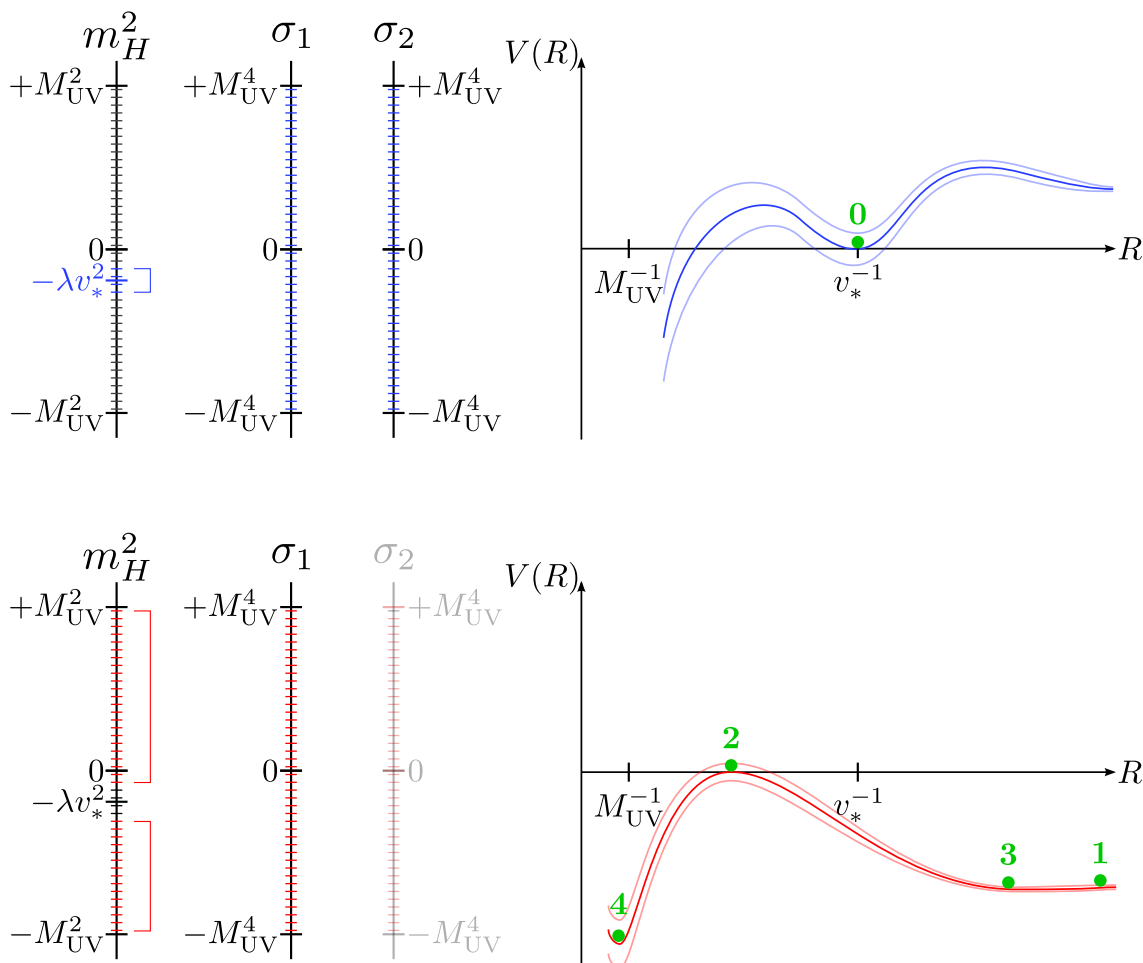 m_H^2 σ_1 σ_2
V(R)
+M_UV^2 +M_UV^4 +M_UV^4
0
0 0 0 R
−λv_*^2 M_UV^{-1} v_*^{-1}
−M_UV^2 −M_UV^4 −M_UV^4
m_H^2 σ_1 σ_2
V(R)
+M_UV^2 +M_UV^4 +M_UV^4
2
0 0 0 R
−λv_*^2 M_UV^{-1} v_*^{-1}
3 1
4
−M_UV^2 −M_UV^4 −M_UV^4